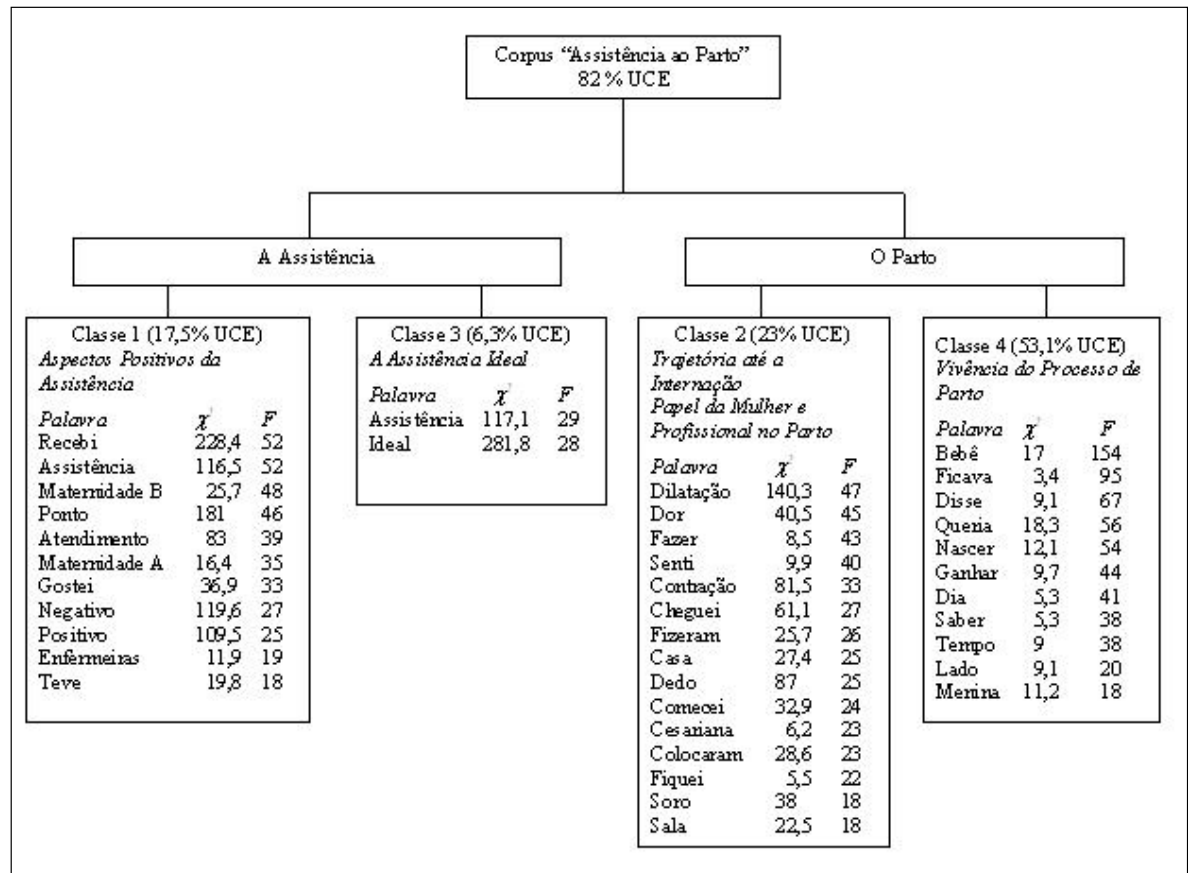 Corpus “Assistência ao Parto”
82% UCE
A Assistência
O Parto
Classe 1 (17,5% UCE)
Aspectos Positivos da
Assistência
Palavra χ² F
Recebi 228,4 52
Assistência 116,5 52
Maternidade B 25,7 48
Ponto 181 46
Atendimento 83 39
Maternidade A 16,4 35
Gostei 36,9 33
Negativo 119,6 27
Positivo 109,5 25
Enfermeiras 11,9 19
Teve 19,8 18
Classe 3 (6,3% UCE)
A Assistência Ideal
Palavra χ² F
Assistência 117,1 29
Ideal 281,8 28
Classe 2 (23% UCE)
Trajetória até a
Internação
Papel da Mulher e
Profissional no Parto
Palavra χ² F
Dilatação 140,3 47
Dor 40,5 45
Fazer 8,5 43
Senti 9,9 40
Contração 81,5 33
Cheguei 61,1 27
Fizeram 25,7 26
Casa 27,4 25
Dedo 87 25
Comecei 32,9 24
Cesariana 6,2 23
Colocaram 28,6 23
Fiquei 5,5 22
Soro 38 18
Sala 22,5 18
Classe 4 (53,1% UCE)
Vivência do Processo de
Parto
Palavra χ² F
Bebê 17 154
Ficava 3,4 95
Disse 9,1 67
Queria 18,3 56
Nascer 12,1 54
Ganhar 9,7 44
Dia 5,3 41
Saber 5,3 38
Tempo 9 38
Lado 9,1 20
Menina 11,2 18